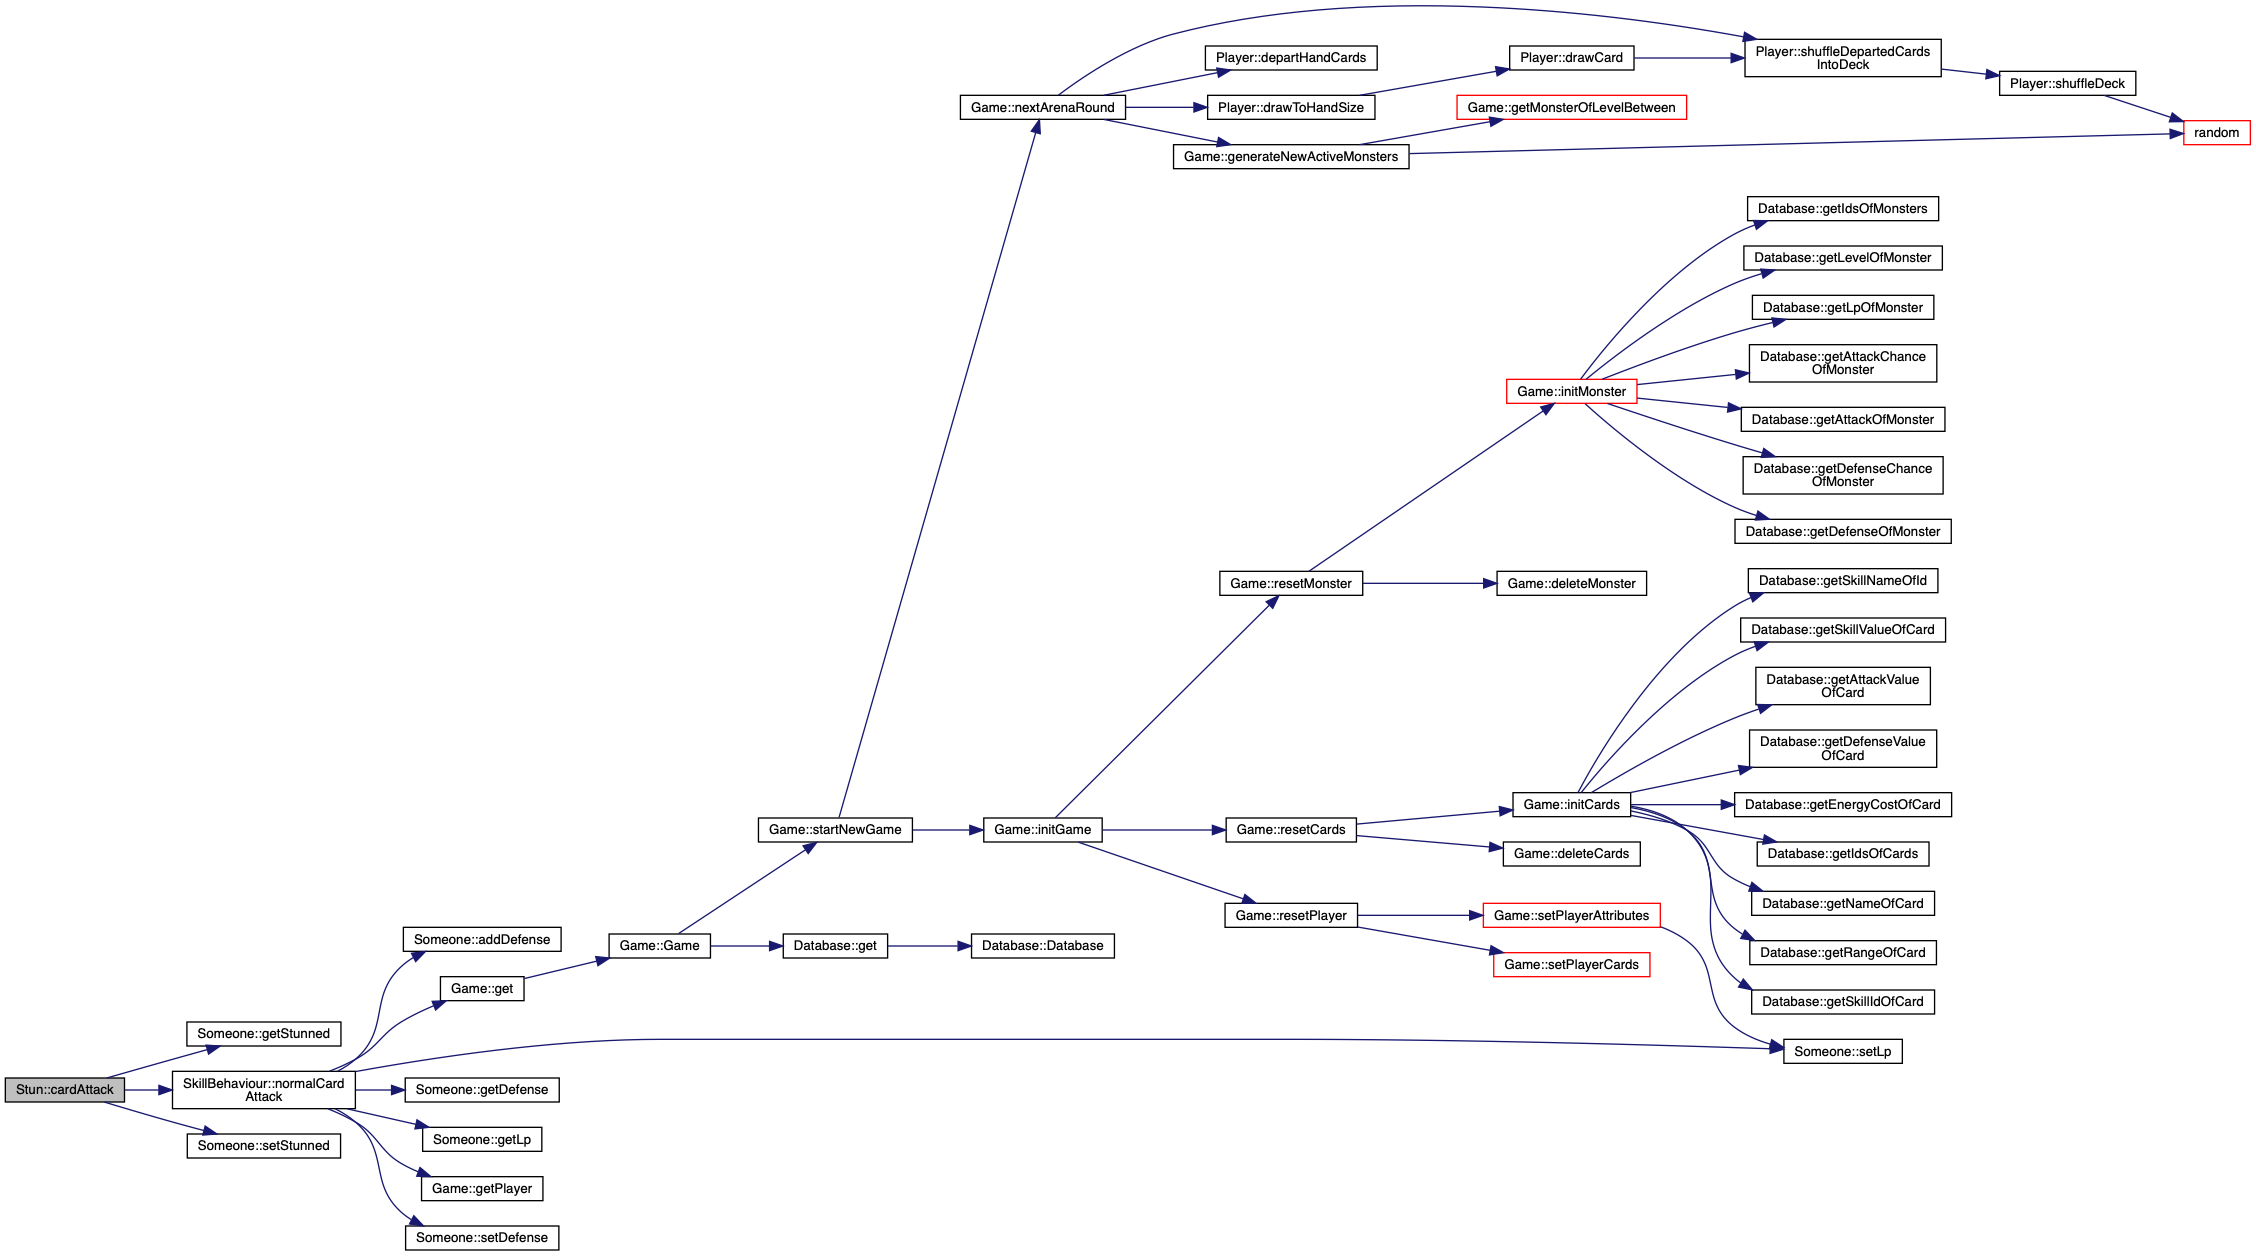 Player::shuffleDepartedCards
IntoDeck
Player::departHandCards
Player::drawCard
Player::shuffleDeck
Game::nextArenaRound
Player::drawToHandSize
Game::getMonsterOfLevelBetween
random
Game::generateNewActiveMonsters
Database::getIdsOfMonsters
Database::getLevelOfMonster
Database::getLpOfMonster
Database::getAttackChance
OfMonster
Game::initMonster
Database::getAttackOfMonster
Database::getDefenseChance
OfMonster
Database::getDefenseOfMonster
Game::resetMonster
Game::deleteMonster
Database::getSkillNameOfId
Database::getSkillValueOfCard
Database::getAttackValue
OfCard
Database::getDefenseValue
OfCard
Game::initCards
Database::getEnergyCostOfCard
Game::startNewGame
Game::initGame
Game::resetCards
Game::deleteCards
Database::getIdsOfCards
Database::getNameOfCard
Game::resetPlayer
Game::setPlayerAttributes
Someone::addDefense
Game::Game
Database::get
Database::Database
Game::setPlayerCards
Database::getRangeOfCard
Game::get
Database::getSkillIdOfCard
Someone::getStunned
Someone::setLp
Stun::cardAttack
SkillBehaviour::normalCard
Attack
Someone::getDefense
Someone::setStunned
Someone::getLp
Game::getPlayer
Someone::setDefense